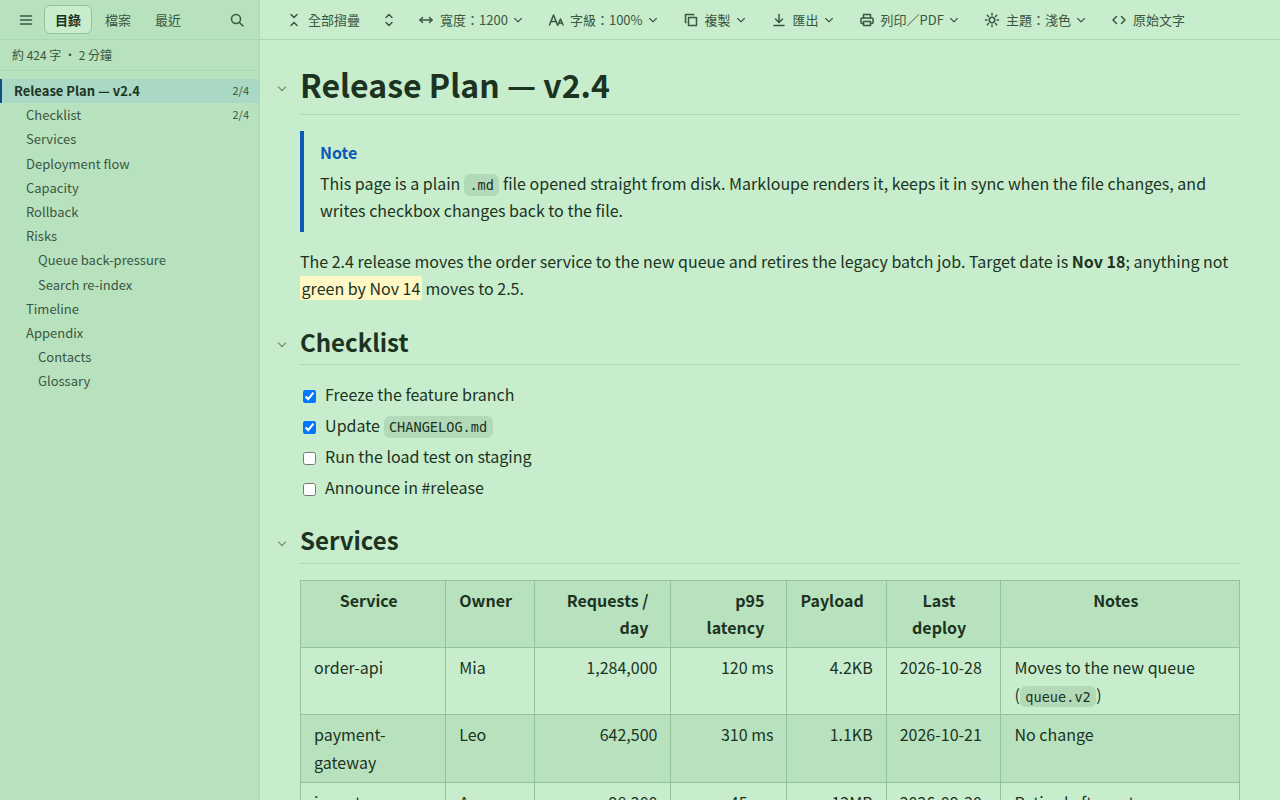 目錄 檔案 最近
全部摺疊 寬度：1200 字級：100% 複製 匯出 列印／PDF 主題：淺色 原始文字
約 424 字 · 2 分鐘
Release Plan — v2.4 2/4
Checklist 2/4
Services
Deployment flow
Capacity
Rollback
Risks
Queue back-pressure
Search re-index
Timeline
Appendix
Contacts
Glossary
Release Plan — v2.4
Note
This page is a plain .md file opened straight from disk. Markloupe renders it, keeps it in sync when the file changes, and
writes checkbox changes back to the file.
The 2.4 release moves the order service to the new queue and retires the legacy batch job. Target date is Nov 18; anything not
green by Nov 14 moves to 2.5.
Checklist
Freeze the feature branch
Update CHANGELOG.md
Run the load test on staging
Announce in #release
Services
Service Owner Requests / day p95 latency Payload Last deploy Notes
order-api Mia 1,284,000 120 ms 4.2KB 2026-10-28 Moves to the new queue (queue.v2)
payment-gateway Leo 642,500 310 ms 1.1KB 2026-10-21 No change